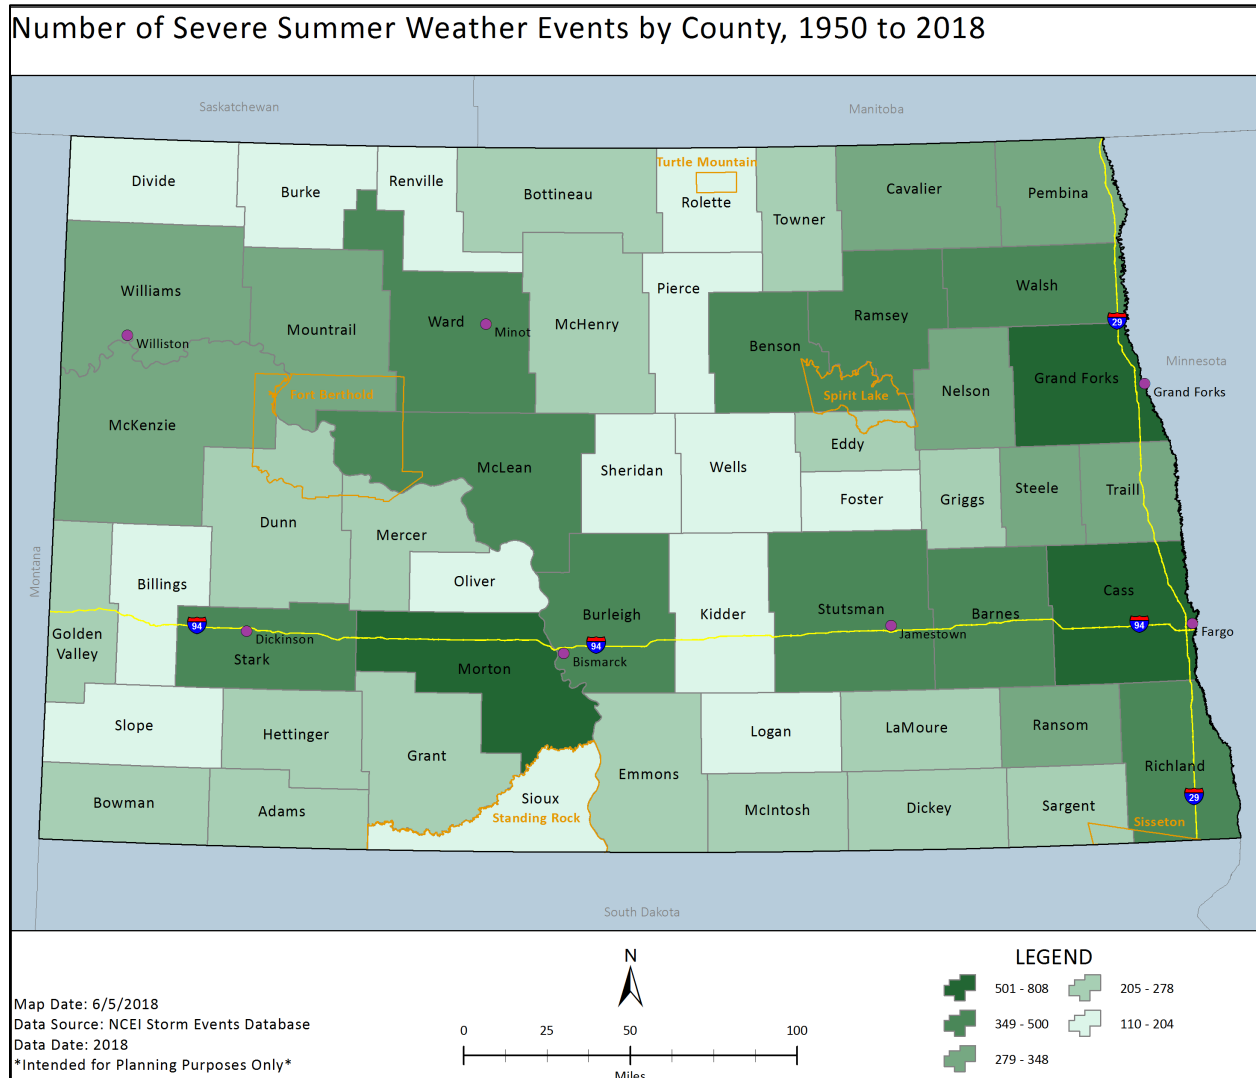 Number of Severe Summer Weather Events by County, 1950 to 2018
Saskatchewan
Manitoba
Turtle Mountain
Divide
Burke
Renville
Bottineau
Rolette
Towner
Cavalier
Pembina
Williams
Mountrail
Ward
Minot
McHenry
Pierce
Benson
Ramsey
Walsh
29
Williston
Minnesota
Grand Forks
Grand Forks
Fort Berthold
Spirit Lake
Nelson
McKenzie
McLean
Sheridan
Wells
Eddy
Foster
Griggs
Steele
Traill
Dunn
Mercer
Montana
Billings
Oliver
Burleigh
Kidder
Stutsman
Barnes
Cass
94
94
94
Golden
Valley
Dickinson
Stark
Morton
Bismarck
Jamestown
Fargo
Slope
Hettinger
Grant
Emmons
Logan
LaMoure
Ransom
Richland
29
Bowman
Adams
Sioux
Standing Rock
McIntosh
Dickey
Sargent
Sisseton
South Dakota
N
0 25 50 100
Miles
Map Date: 6/5/2018
Data Source: NCEI Storm Events Database
Data Date: 2018
*Intended for Planning Purposes Only*
LEGEND
501 - 808
349 - 500
279 - 348
205 - 278
110 - 204